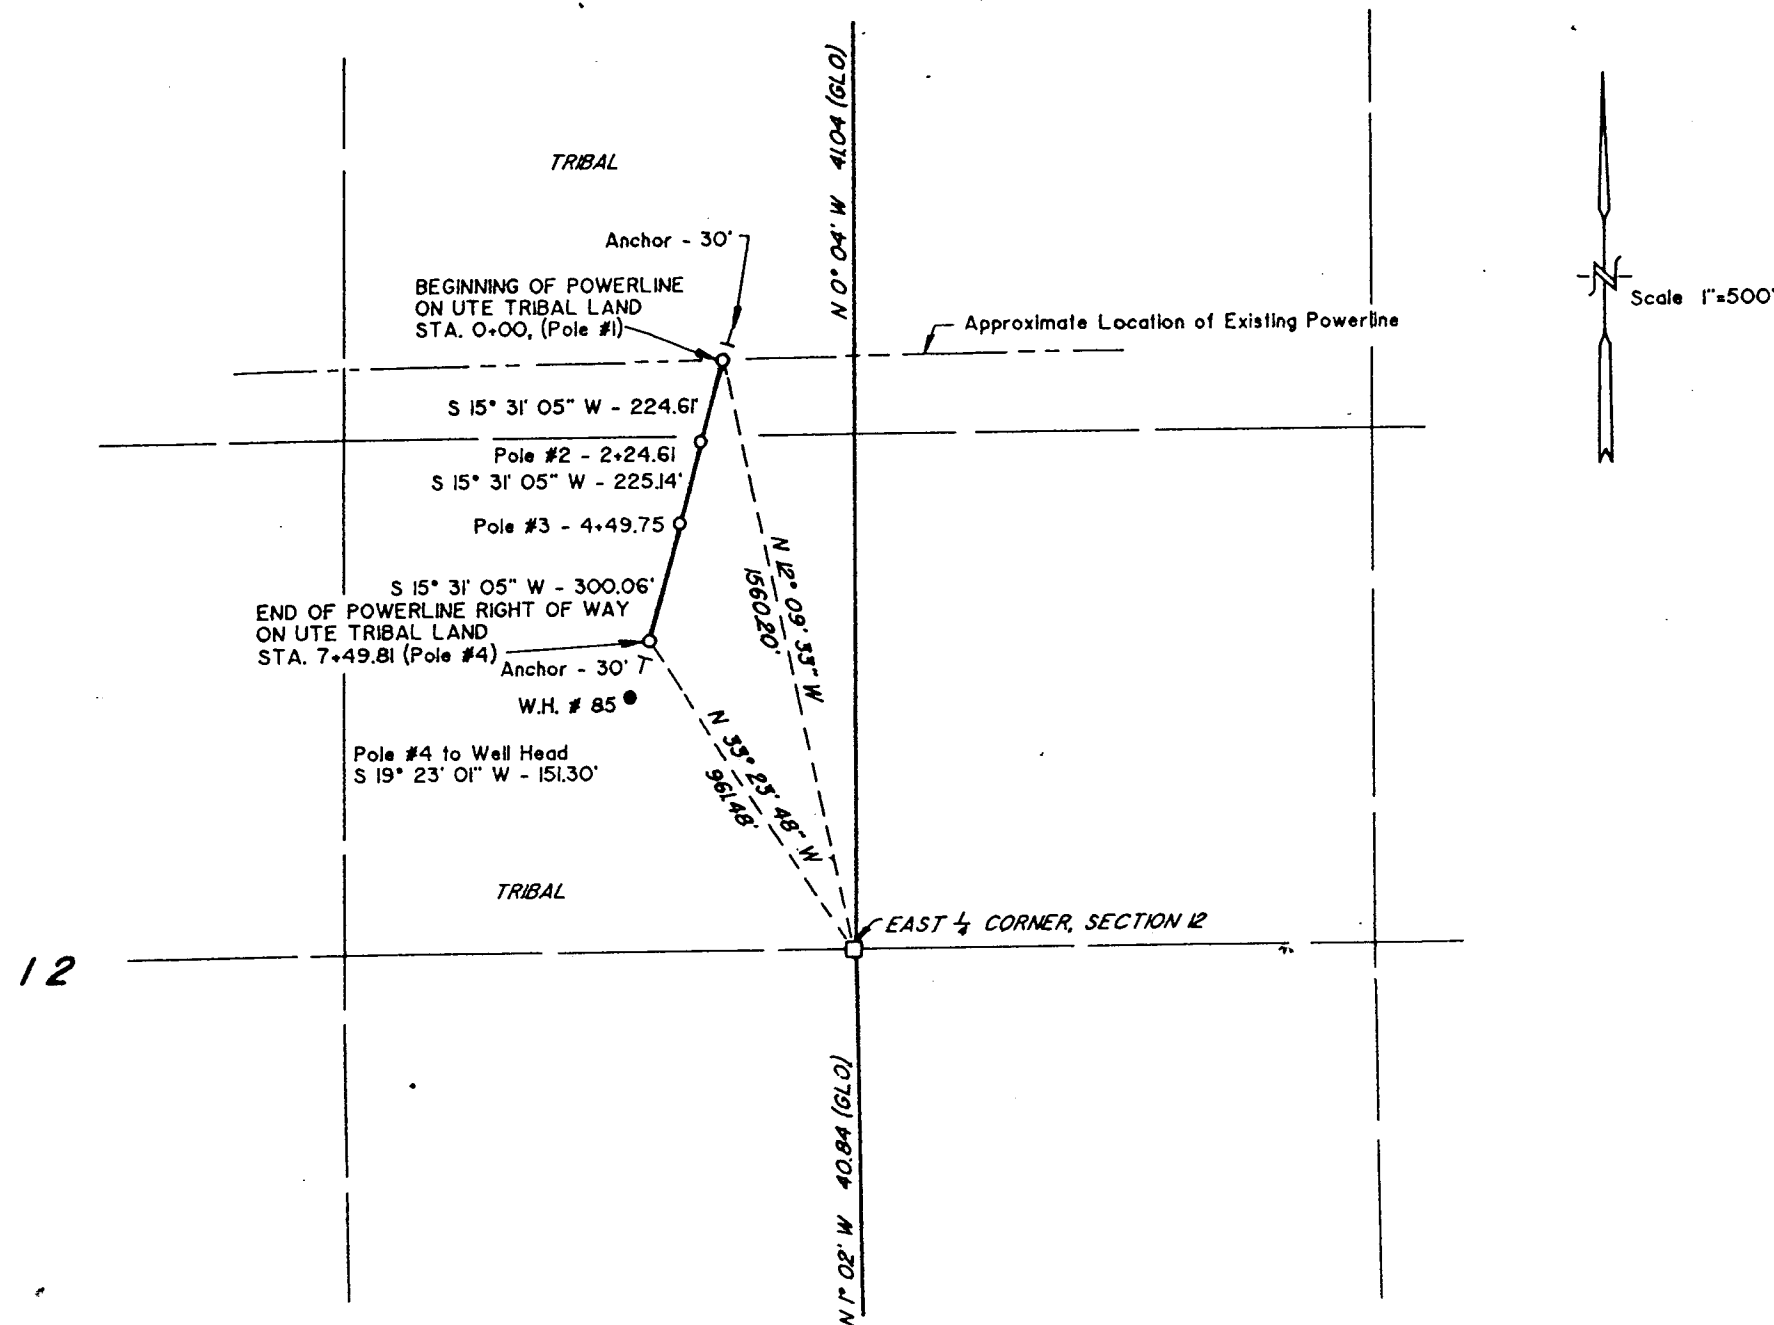 N 0° 04' W 41.04 (GLO)
TRIBAL
Anchor - 30'
BEGINNING OF POWERLINE
ON UTE TRIBAL LAND
STA. 0+00, (Pole #1)
Scale 1"=500'
Approximate Location of Existing Powerline
S 15° 31' 05" W - 224.61'
Pole #2 - 2+24.61
S 15° 31' 05" W - 225.14'
Pole #3 - 4+49.75
N 12° 09' 33" W
1560.20'
S 15° 31' 05" W - 300.06'
END OF POWERLINE RIGHT OF WAY
ON UTE TRIBAL LAND
STA. 7+49.81 (Pole #4)
Anchor - 30'
W.H. # 85
N 33° 23' 48" W
961.48'
Pole #4 to Well Head
S 19° 23' 01" W - 151.30'
TRIBAL
EAST 1/4 CORNER, SECTION 12
12
N 1° 02' W 40.84 (GLO)